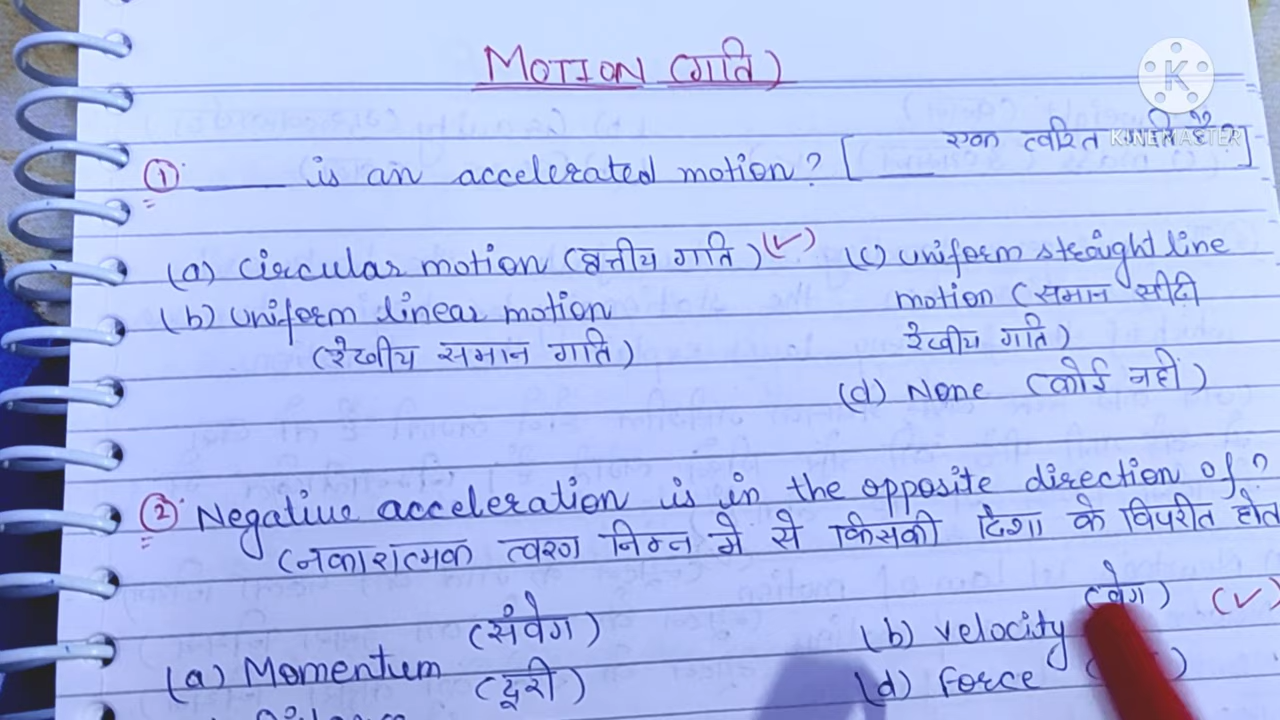 MOTION (गति)
K
KINEMASTER
① ____ is an accelerated motion? [ ____ एक त्वरित गति है ]
(a) Circular motion (वृत्तीय गति) (✓)
(c) uniform straight line
motion (समान सीधी
रेखीय गति)
(b) uniform linear motion
(रेखीय समान गति)
(d) None (कोई नहीं)
② Negative acceleration is in the opposite direction of?
(नकारात्मक त्वरण निम्न में से किसकी दिशा के विपरीत होता
(a) Momentum (संवेग)
(b) velocity (वेग) (✓)
(दूरी)
(d) Force